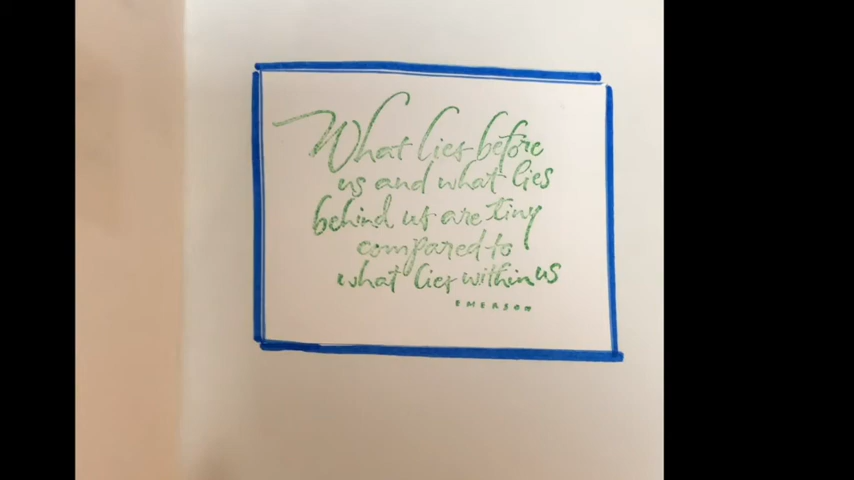 What lies before
us and what lies
behind us are tiny
compared to
what lies within us
EMERSON